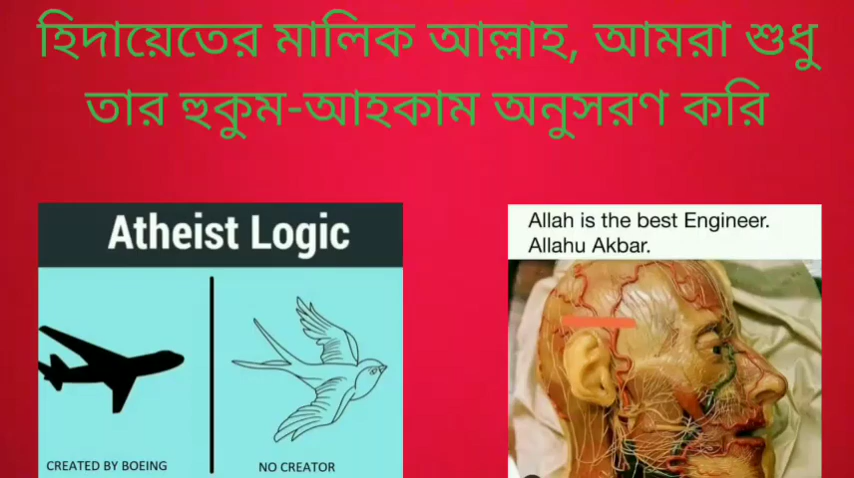 হিদায়েতের মালিক আল্লাহ, আমরা শুধু
তার হুকুম-আহকাম অনুসরণ করি
Atheist Logic
CREATED BY BOEING
NO CREATOR
Allah is the best Engineer.
Allahu Akbar.